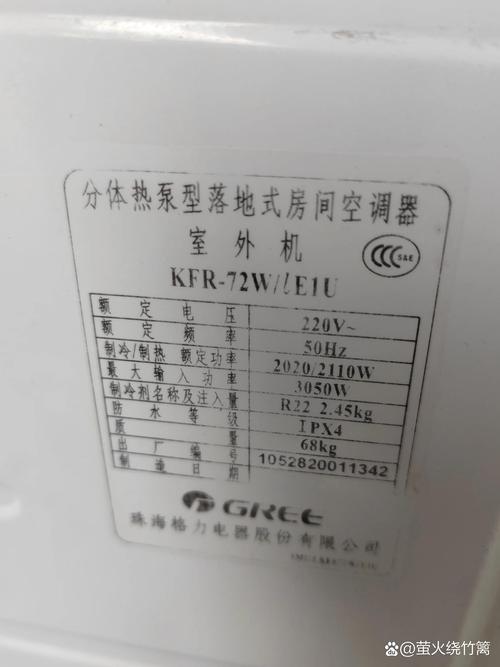 分体热泵型落地式房间空调器
室外机
S&E
KFR-72W/lE1U
额定电压 220V~
额定频率 50Hz
制冷/制热额定功率 2020/2110W
最大输入功率 3050W
制冷剂名称及注入量 R22 2.45kg
防水等级 IPX4
质量 68kg
出厂编号 1052820011342
制造日期
GREE
珠海格力电器股份有限公司
百家号/萤火绕竹篱